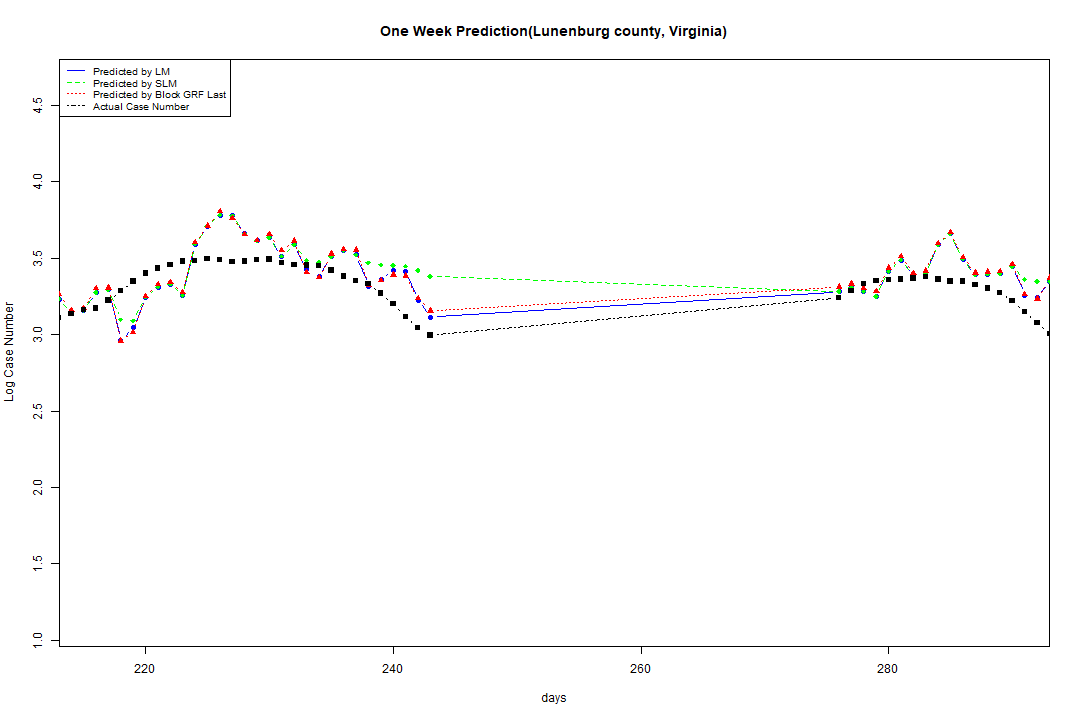 One Week Prediction(Lunenburg county, Virginia)
Predicted by LM
Predicted by SLM
Predicted by Block GRF Last
Actual Case Number
4.5
4.0
3.5
3.0
2.5
2.0
1.5
1.0
Log Case Number
220 240 260 280
days